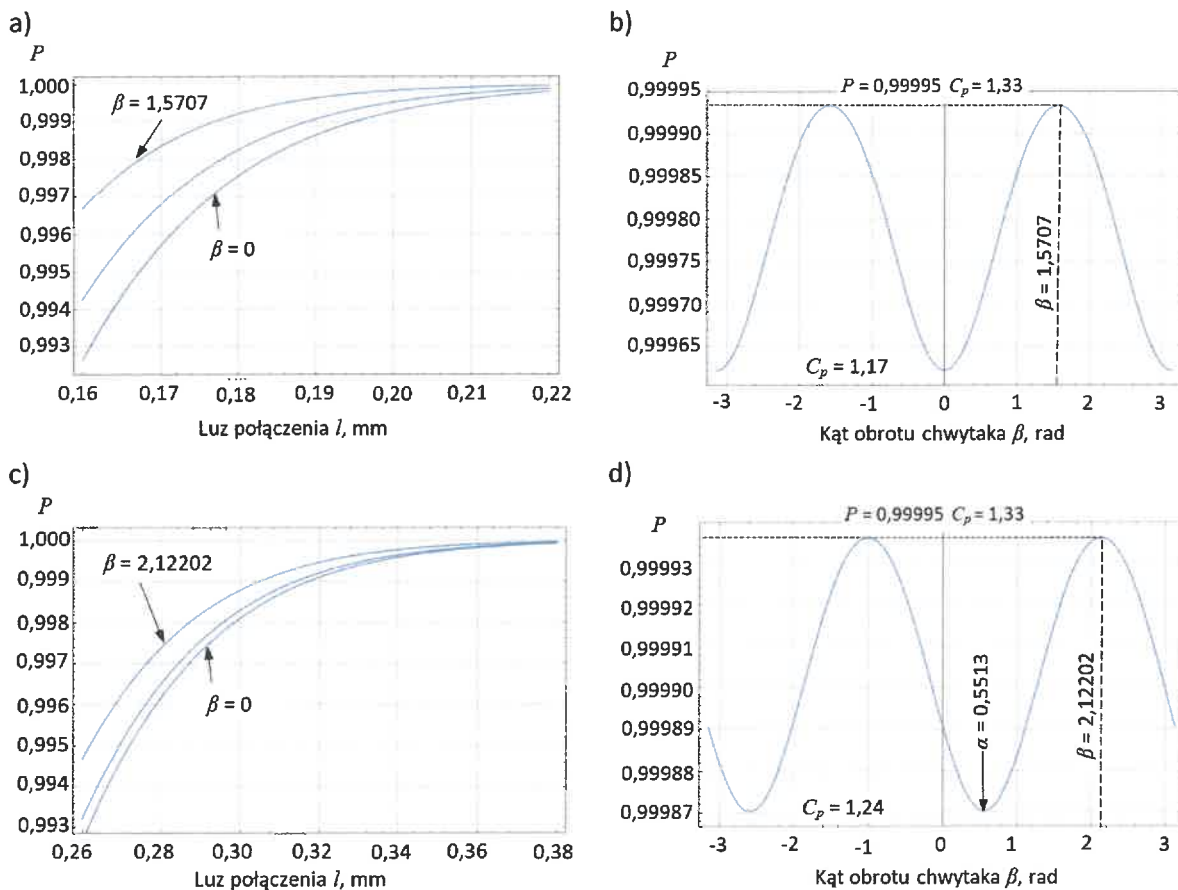 a)
P
1,000
0,999
0,998
0,997
0,996
0,995
0,994
0,993
β = 1,5707
β = 0
0,16 0,17 0,18 0,19 0,20 0,21 0,22
Luz połączenia l, mm
b)
P
P = 0,99995 Cp = 1,33
0,99995
0,99990
0,99985
0,99980
0,99975
0,99970
0,99965
β = 1,5707
Cp = 1,17
-3 -2 -1 0 1 2 3
Kąt obrotu chwytaka β, rad
c)
P
1,000
0,999
0,998
0,997
0,996
0,995
0,994
0,993
β = 2,12202
β = 0
0,26 0,28 0,30 0,32 0,34 0,36 0,38
Luz połączenia l, mm
d)
P
P = 0,99995 Cp = 1,33
0,99993
0,99992
0,99991
0,99990
0,99989
0,99988
0,99987
α = 0,5513
β = 2,12202
Cp = 1,24
-3 -2 -1 0 1 2 3
Kąt obrotu chwytaka β, rad